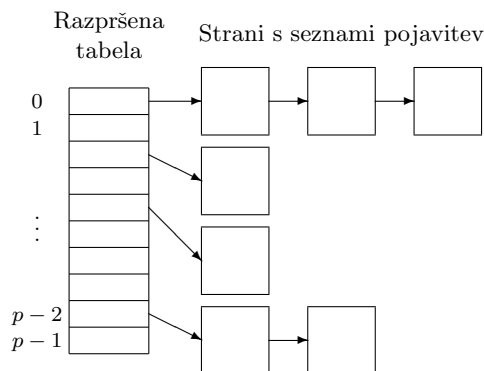 Razpršena
tabela
Strani s seznami pojavitev
0
1
⋮
p − 2
p − 1